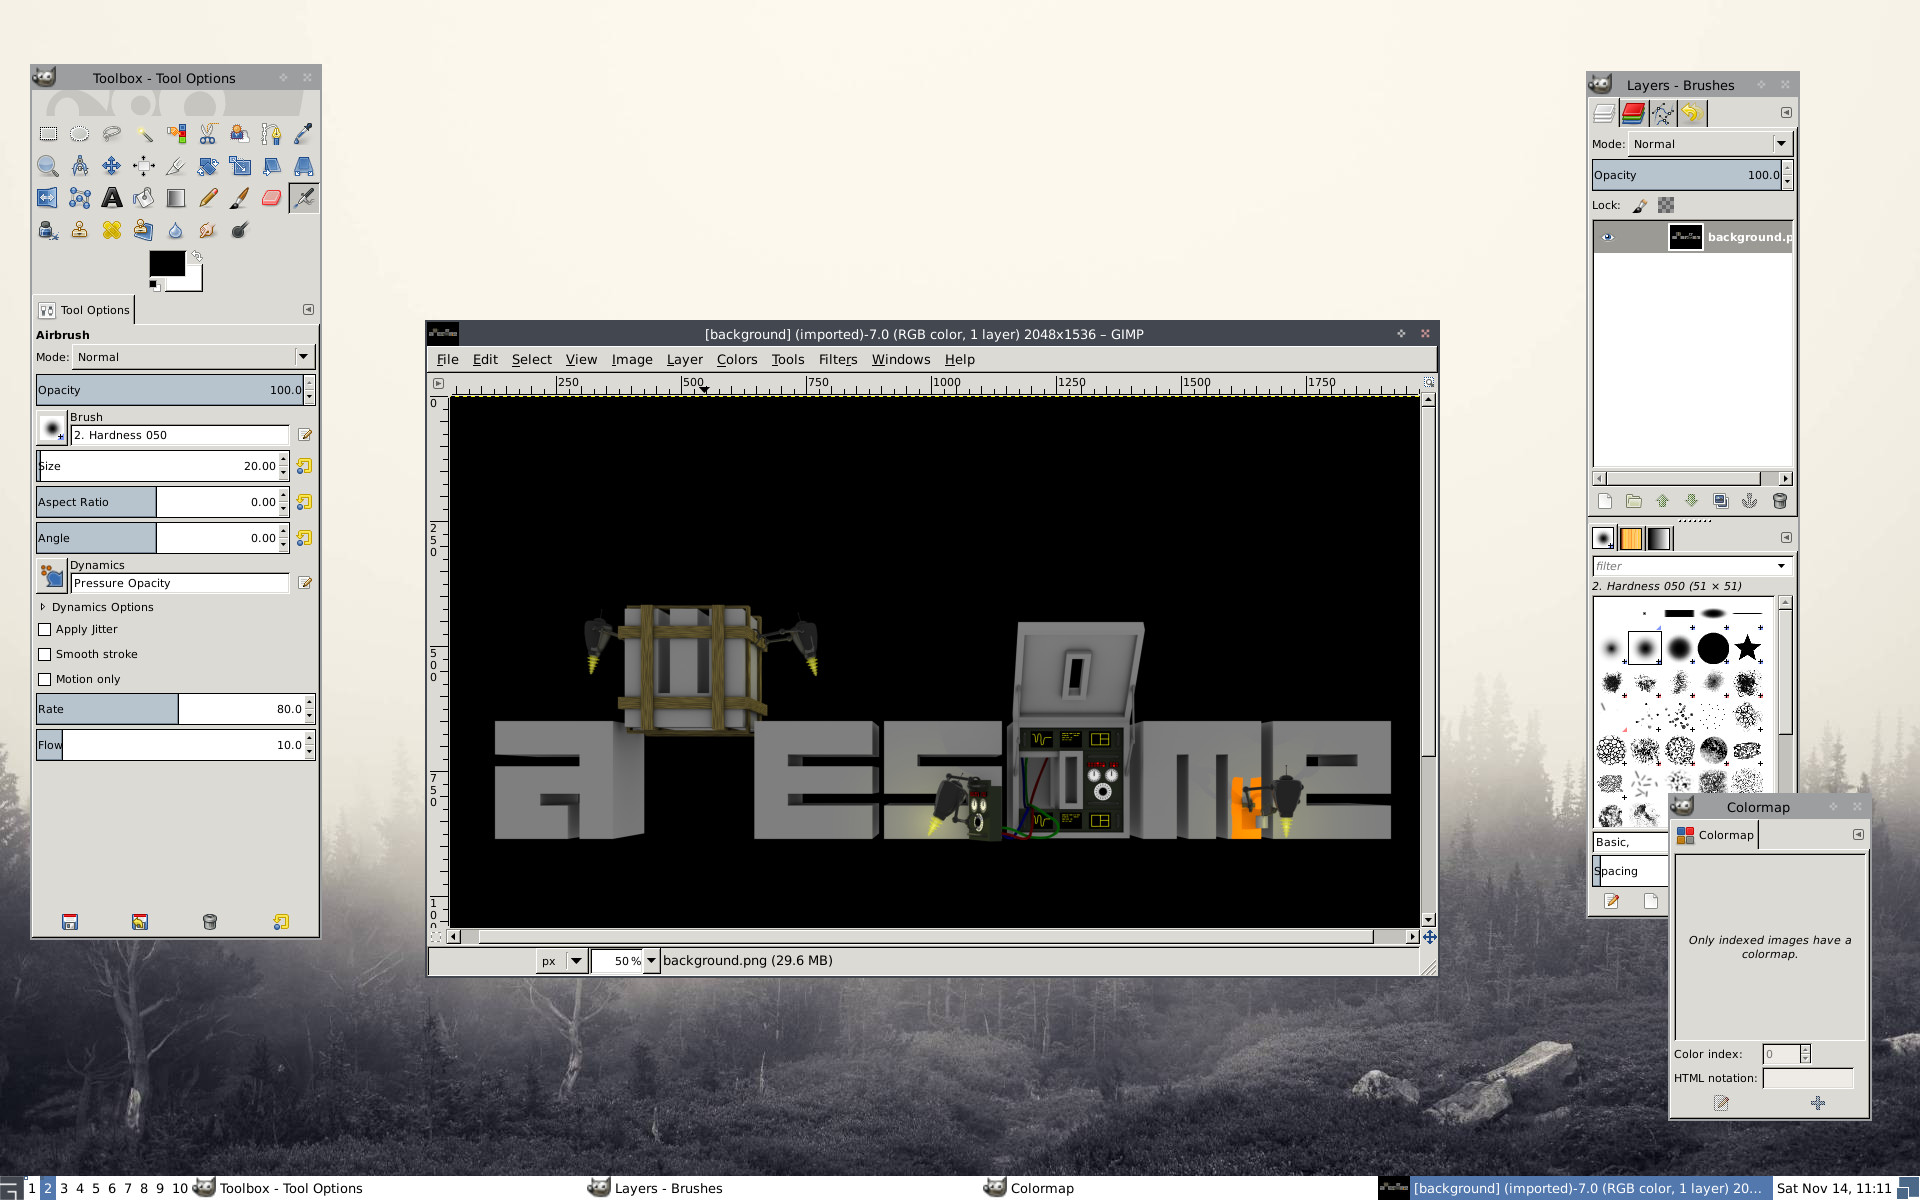 Toolbox - Tool Options
Tool Options
Airbrush
Mode: Normal
Opacity 100.0
Brush
2. Hardness 050
Size 20.00
Aspect Ratio 0.00
Angle 0.00
Dynamics
Pressure Opacity
Dynamics Options
Apply Jitter
Smooth stroke
Motion only
Rate 80.0
Flow 10.0
[background] (imported)-7.0 (RGB color, 1 layer) 2048x1536 – GIMP
File Edit Select View Image Layer Colors Tools Filters Windows Help
250 500 750 1000 1250 1500 1750
0
250
500
750
100
awesome
px 50 % background.png (29.6 MB)
Layers - Brushes
Mode: Normal
Opacity 100.0
Lock:
background.p
filter
2. Hardness 050 (51 × 51)
Basic,
Spacing
Colormap
Colormap
Only indexed images have a
colormap.
Color index: 0
HTML notation:
1 2 3 4 5 6 7 8 9 10 Toolbox - Tool Options Layers - Brushes Colormap [background] (imported)-7.0 (RGB color, 1 layer) 20... Sat Nov 14, 11:11